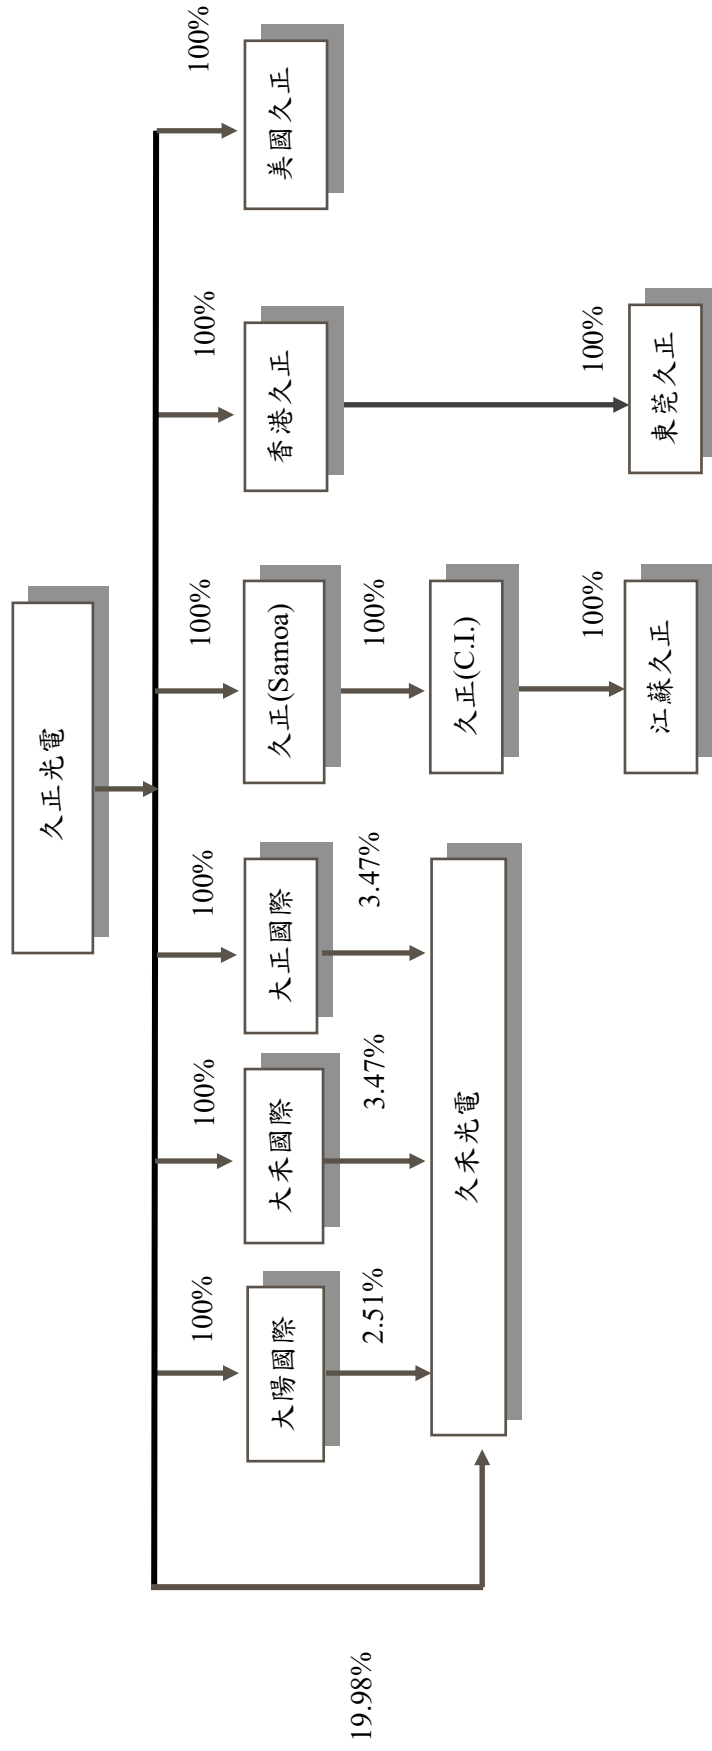 久正光電
100%
100%
100%
100%
100%
100%
大陽國際
大禾國際
大正國際
久正(Samoa)
香港久正
美國久正
19.98%
2.51%
3.47%
3.47%
100%
久禾光電
久正(C.I.)
100%
100%
江蘇久正
東莞久正